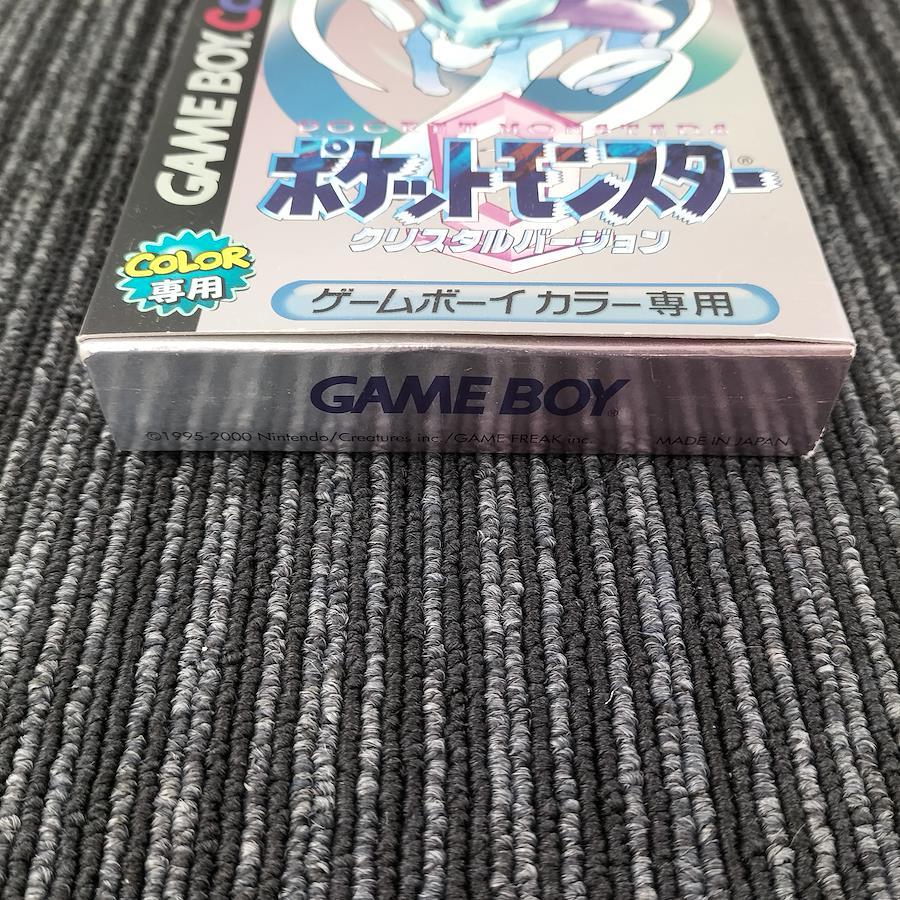 GAME BOY CO
POCKET MONSTERS
ポケットモンスター®
クリスタルバージョン
COLOR
専用
ゲームボーイカラー専用
GAME BOY®
©1995-2000 Nintendo/Creatures inc./GAME FREAK inc.
MADE IN JAPAN